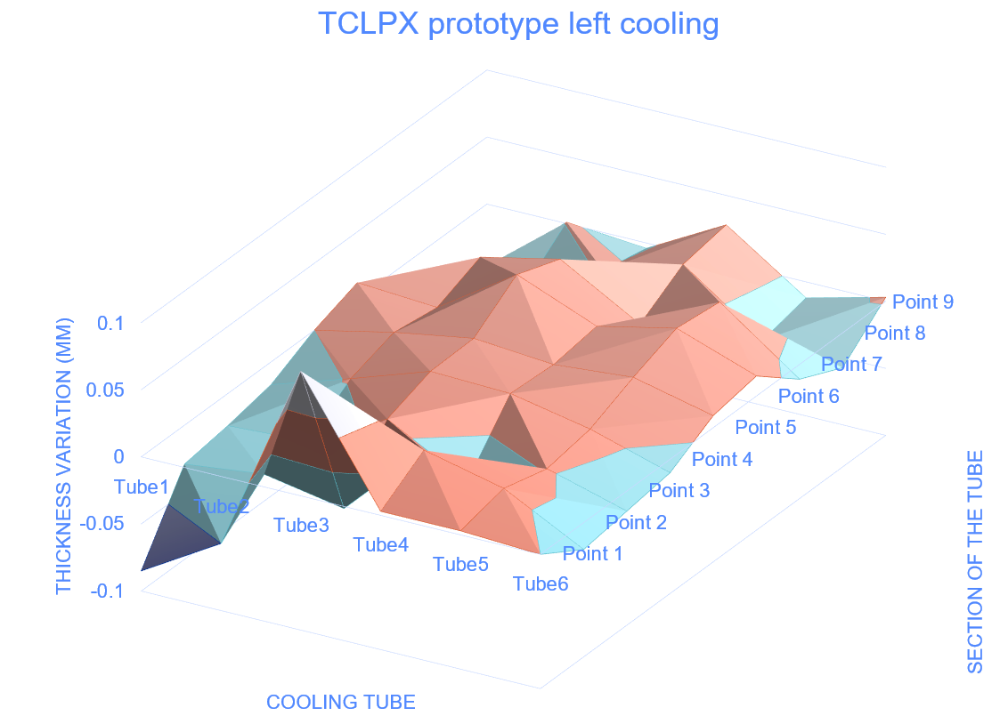 TCLPX prototype left cooling
0.1
0.05
0
-0.05
-0.1
THICKNESS VARIATION (MM)
Tube1
Tube2
Tube3
Tube4
Tube5
Tube6
COOLING TUBE
Point 9
Point 8
Point 7
Point 6
Point 5
Point 4
Point 3
Point 2
Point 1
SECTION OF THE TUBE